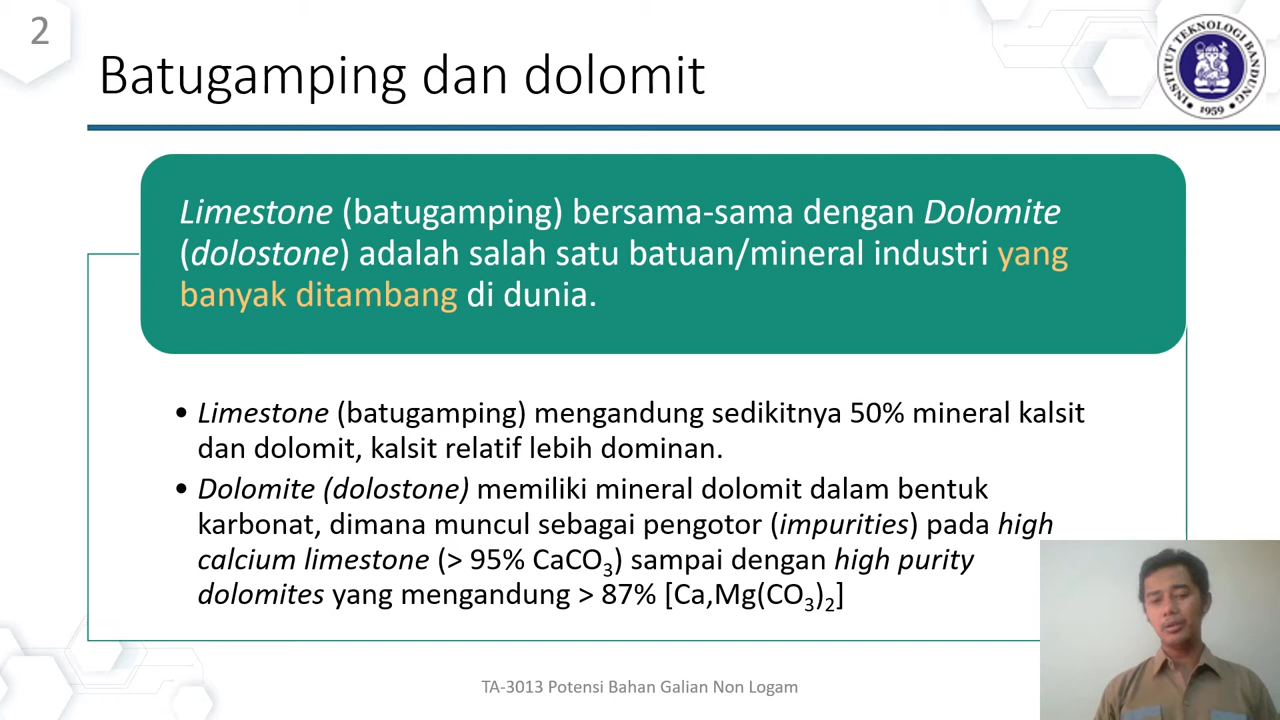 2
Batugamping dan dolomit
INSTITUT TEKNOLOGI BANDUNG
1959
Limestone (batugamping) bersama-sama dengan Dolomite
(dolostone) adalah salah satu batuan/mineral industri yang
banyak ditambang di dunia.
• Limestone (batugamping) mengandung sedikitnya 50% mineral kalsit
dan dolomit, kalsit relatif lebih dominan.
• Dolomite (dolostone) memiliki mineral dolomit dalam bentuk
karbonat, dimana muncul sebagai pengotor (impurities) pada high
calcium limestone (> 95% CaCO₃) sampai dengan high purity
dolomites yang mengandung > 87% [Ca,Mg(CO₃)₂]
TA-3013 Potensi Bahan Galian Non Logam